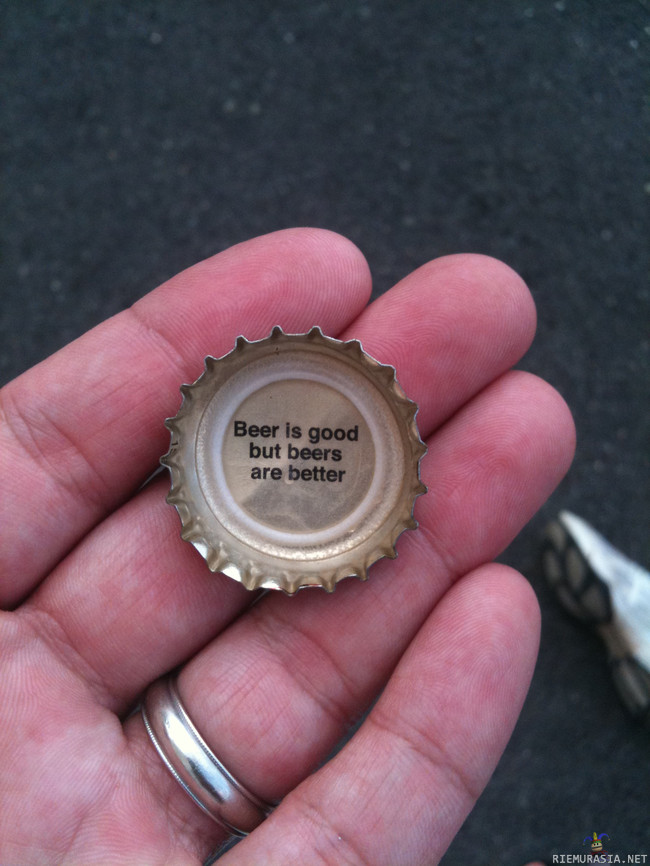 Beer is good
but beers
are better
RIEMURASIA.NET